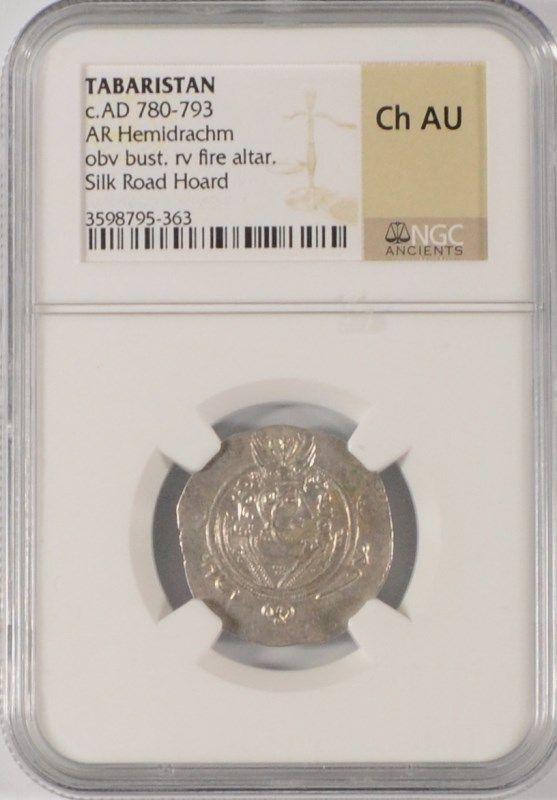 TABARISTAN
c.AD 780-793
AR Hemidrachm
obv bust. rv fire altar.
Silk Road Hoard
3598795-363
Ch AU
NGC
ANCIENTS